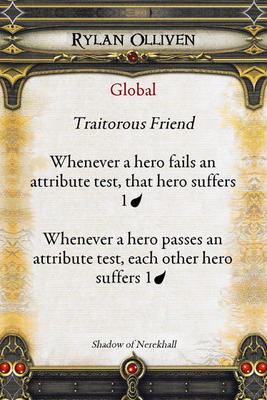 Rylan Olliven
Global
Traitorous Friend
Whenever a hero fails an
attribute test, that hero suffers
1
Whenever a hero passes an
attribute test, each other hero
suffers 1
Shadow of Nerekhall